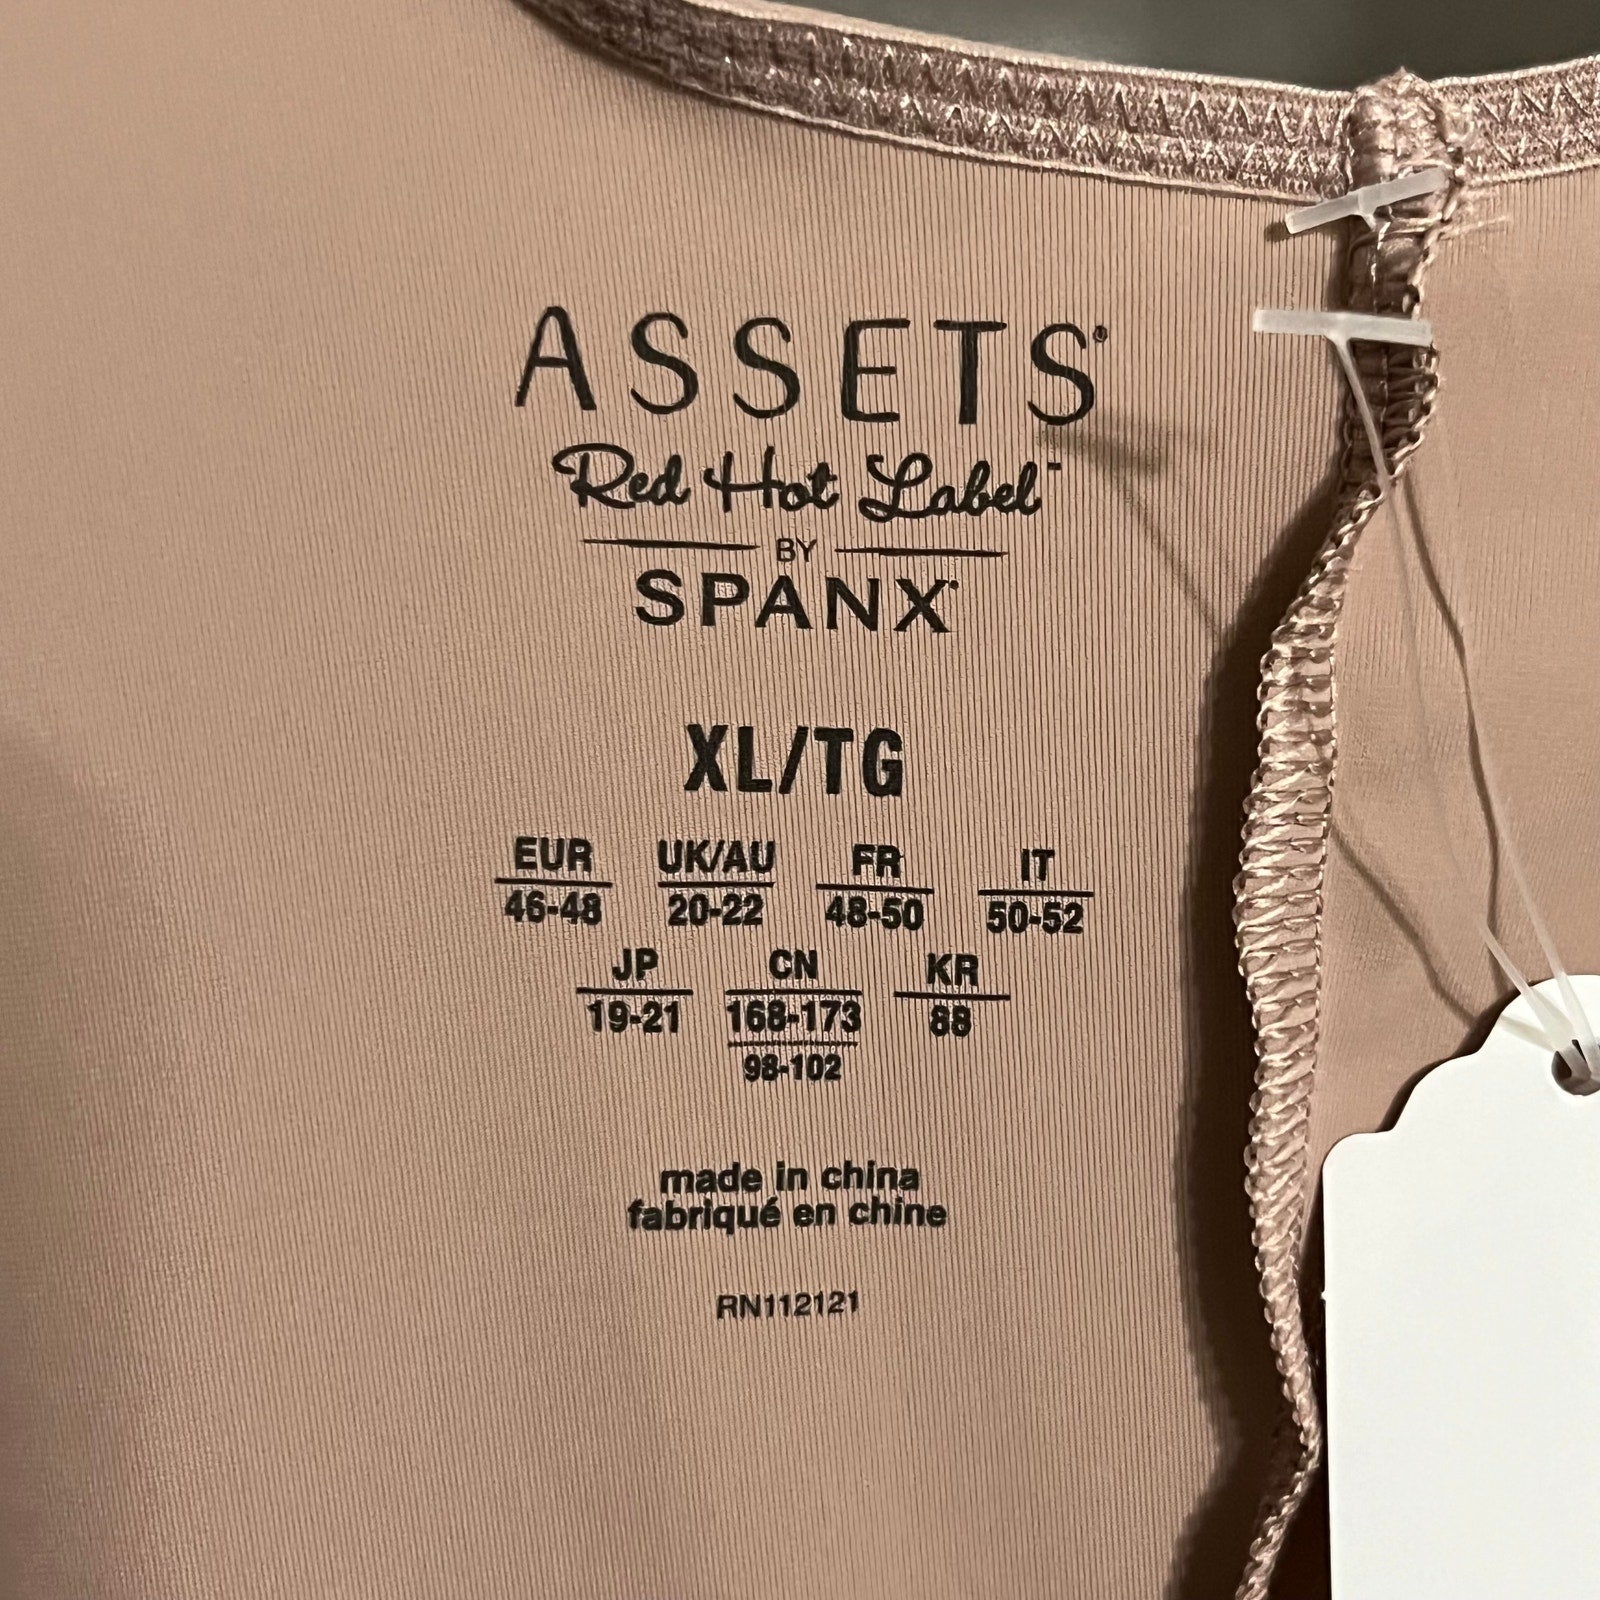 ASSETS®
Red Hot Label™
BY
SPANX®
XL/TG
EUR UK/AU FR IT
46-48 20-22 48-50 50-52
JP CN KR
19-21 168-173 88
98-102
made in china
fabriqué en chine
RN112121